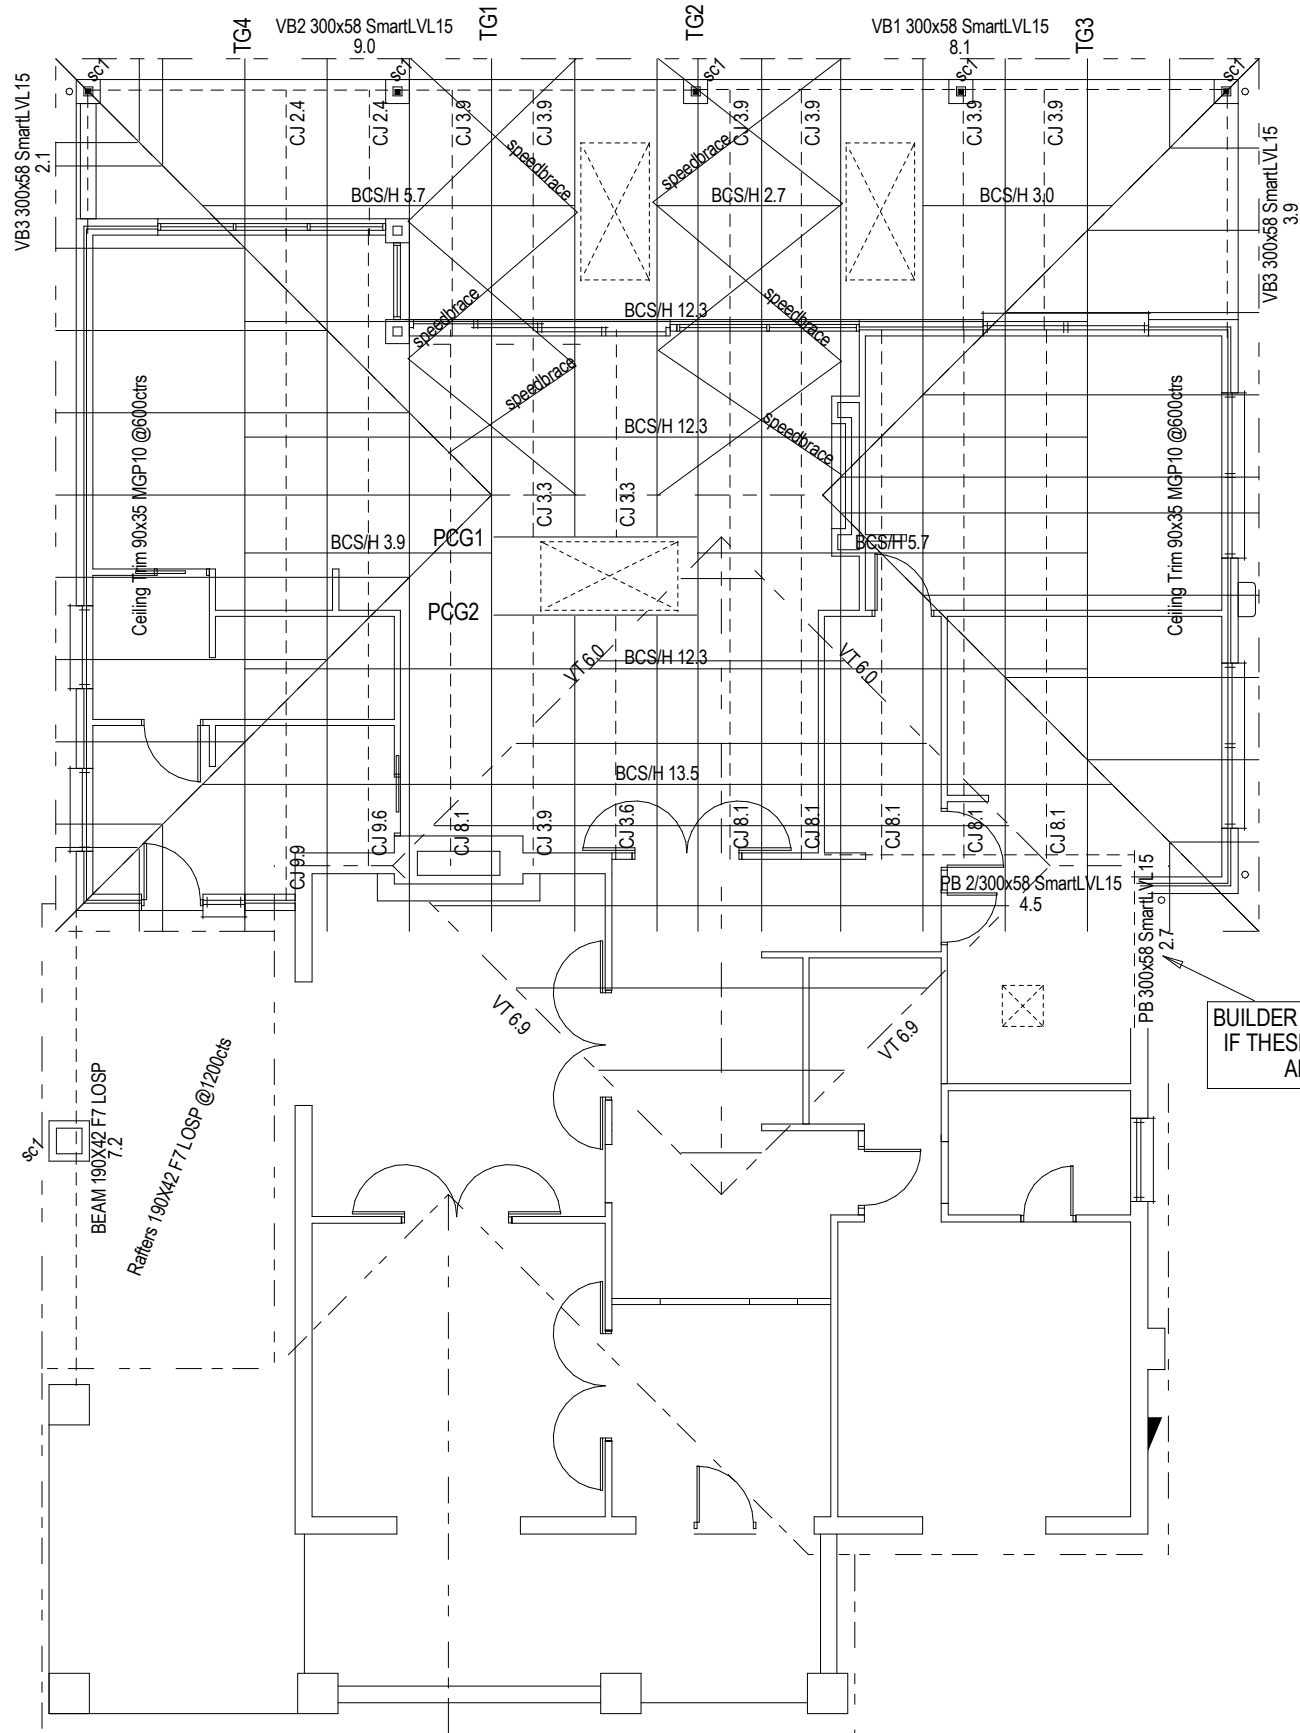 TG4
VB2 300x58 SmartLVL15
9.0
TG1
TG2
VB1 300x58 SmartLVL15
8.1
TG3
sc1
sc1
sc1
sc1
sc1
VB3 300x58 SmartLVL15
2.1
CJ 2.4
CJ 2.4
CJ 3.9
CJ 3.9
CJ 3.9
CJ 3.9
CJ 3.9
CJ 3.9
VB3 300x58 SmartLVL15
3.9
speedbrace
speedbrace
BCS/H 5.7
BCS/H 2.7
BCS/H 3.0
speedbrace
speedbrace
BCS/H 12.3
speedbrace
speedbrace
BCS/H 12.3
Ceiling Trim 90x35 MGP10 @600ctrs
Ceiling Trim 90x35 MGP10 @600ctrs
CJ 3.3
CJ 3.3
BCS/H 3.9
PCG1
BCS/H 5.7
PCG2
VT 6.0
VT 6.0
BCS/H 12.3
BCS/H 13.5
CJ 9.9
CJ 9.6
CJ 8.1
CJ 3.9
CJ 3.6
CJ 8.1
CJ 8.1
CJ 8.1
CJ 8.1
CJ 8.1
PB 2/300x58 SmartLVL15
4.5
PB 300x58 SmartLVL15
2.7
VT 6.9
VT 6.9
BUILDER
IF THESE
sc1
BEAM 190X42 F7 LOSP
7.2
Rafters 190X42 F7 LOSP @1200cts